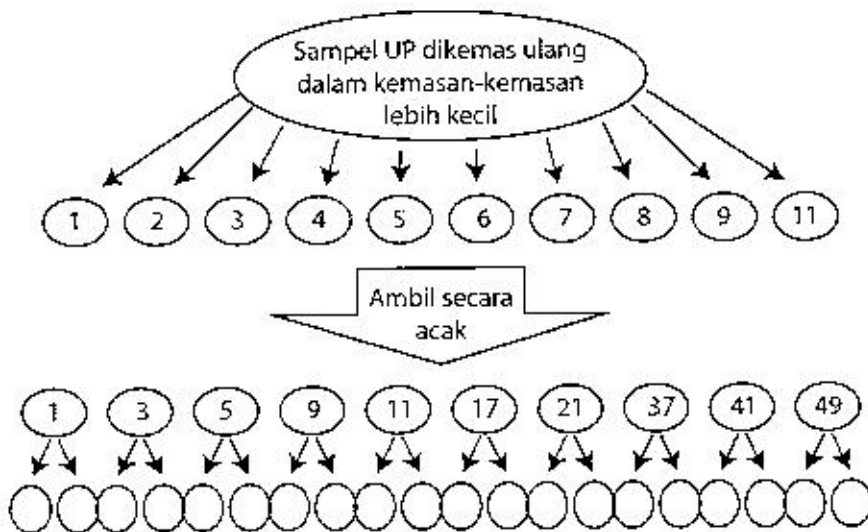 Sampel UP dikemas ulang
dalam kemasan-kemasan
lebih kecil
1 2 3 4 5 6 7 8 9 11
Ambil secara
acak
1 3 5 9 11 17 21 37 41 49